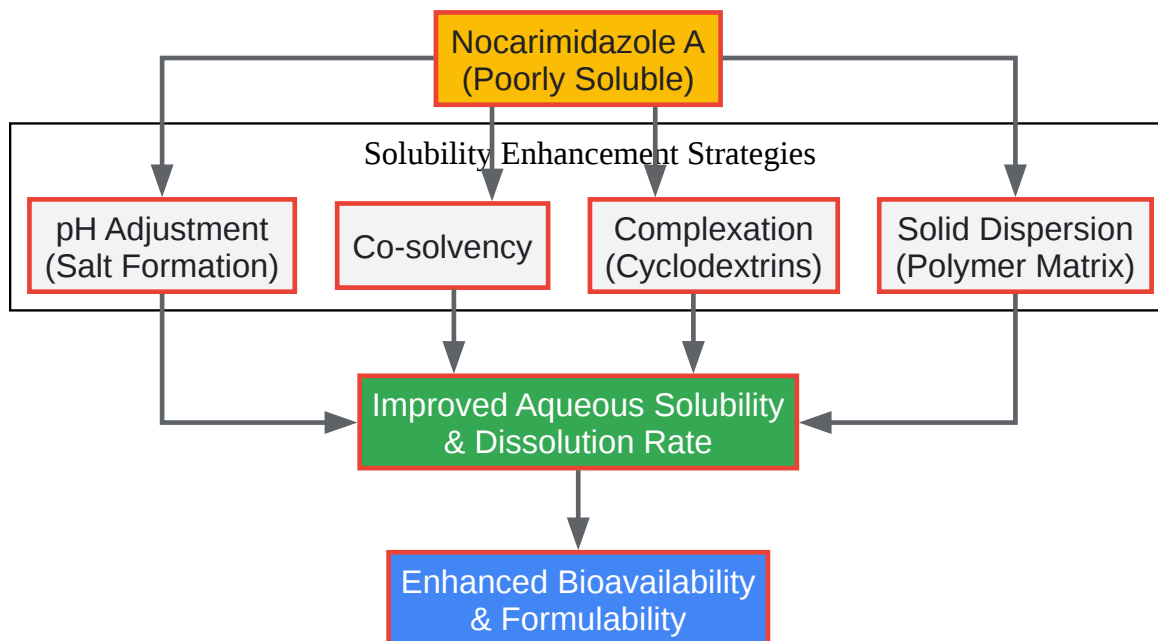 Nocarimidazole A
(Poorly Soluble)
Solubility Enhancement Strategies
pH Adjustment
(Salt Formation)
Co-solvency
Complexation
(Cyclodextrins)
Solid Dispersion
(Polymer Matrix)
Improved Aqueous Solubility
& Dissolution Rate
Enhanced Bioavailability
& Formulability